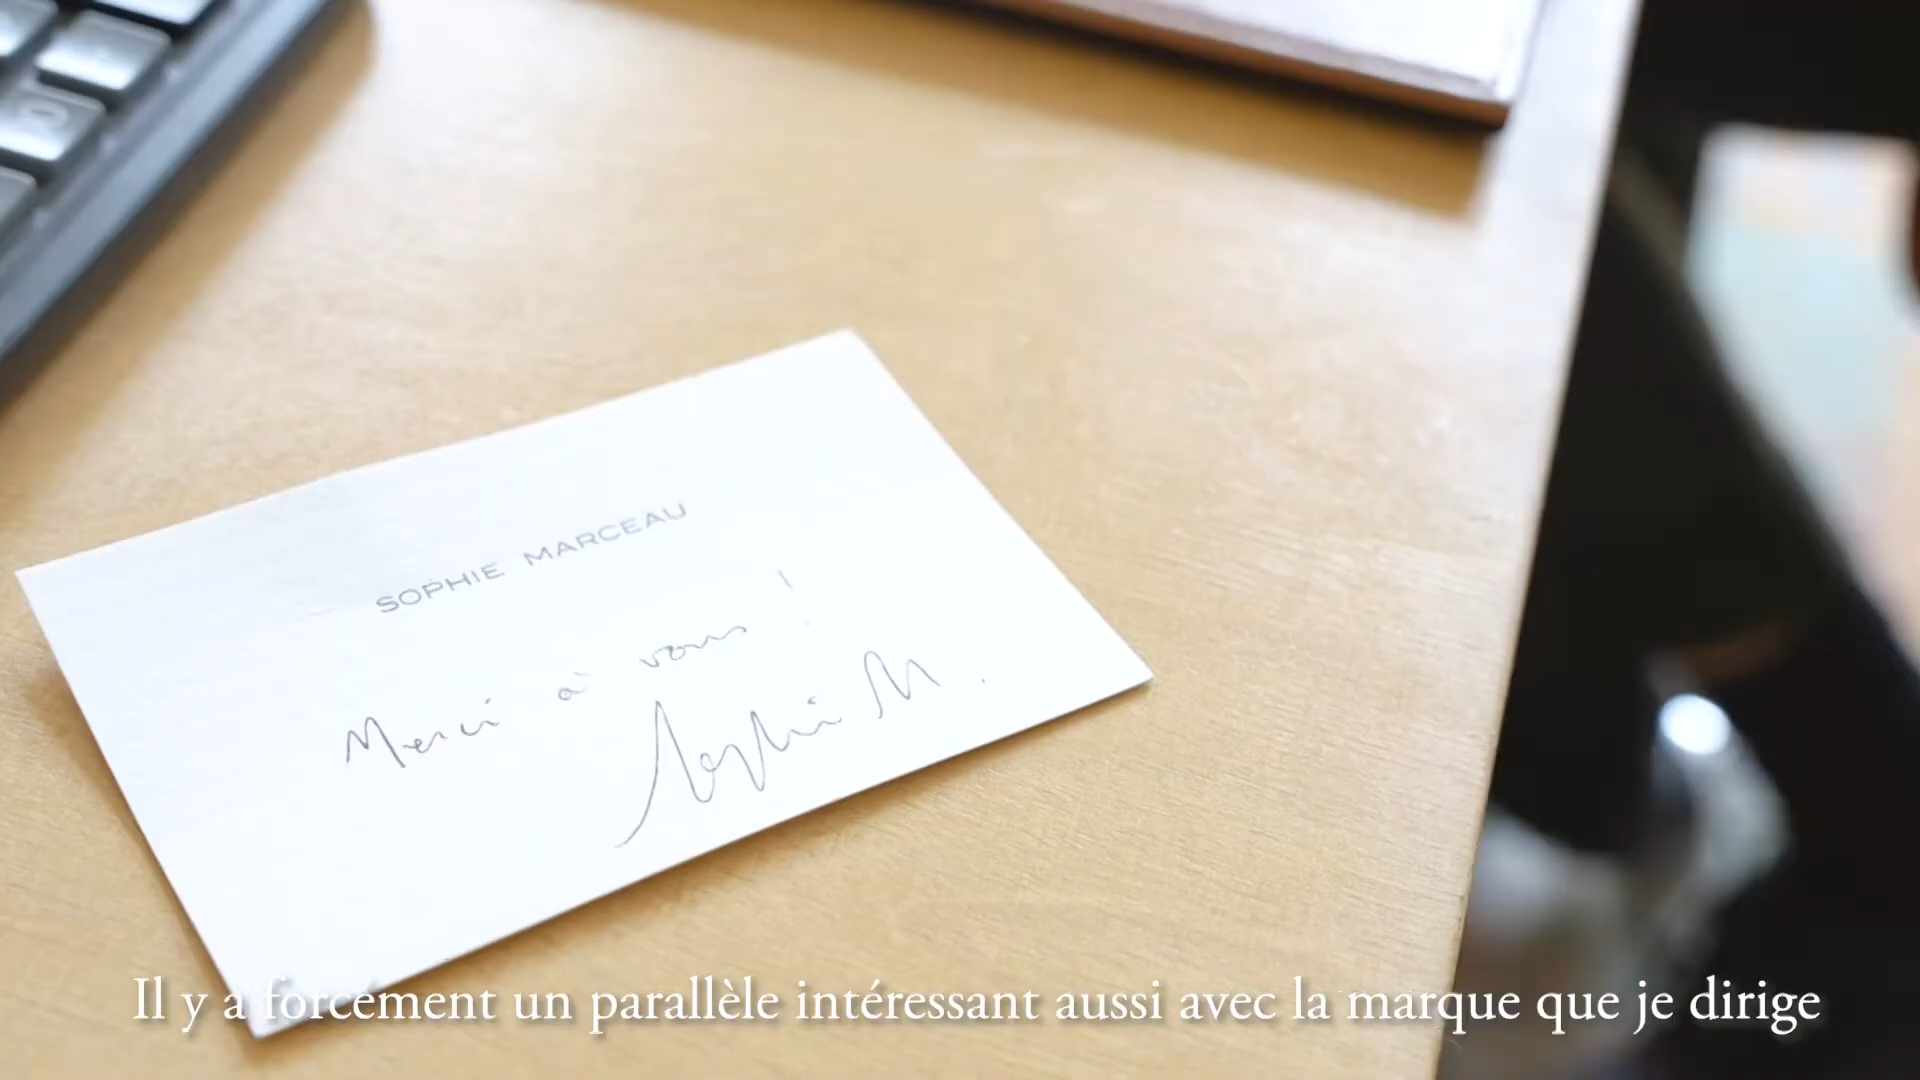 SOPHIE MARCEAU
Merci à vous !
Sophie M.
Il y a forcément un parallèle intéressant aussi avec la marque que je dirige